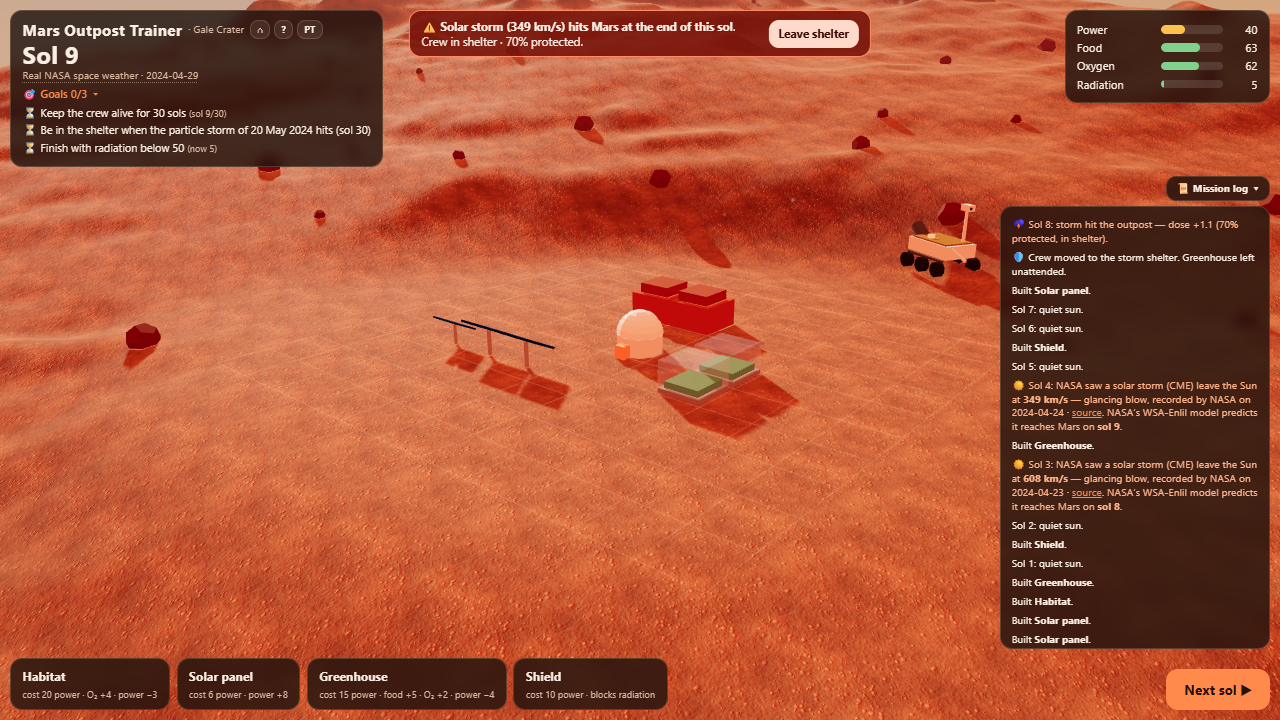 Mars Outpost Trainer · Gale Crater ? PT
Sol 9
Real NASA space weather · 2024-04-29
Goals 0/3
Keep the crew alive for 30 sols (sol 9/30)
Be in the shelter when the particle storm of 20 May 2024 hits (sol 30)
Finish with radiation below 50 (now 5)
Solar storm (349 km/s) hits Mars at the end of this sol.
Crew in shelter · 70% protected.
Leave shelter
Power 40
Food 63
Oxygen 62
Radiation 5
Mission log
Sol 8: storm hit the outpost — dose +1.1 (70%
protected, in shelter).
Crew moved to the storm shelter. Greenhouse left
unattended.
Built Solar panel.
Sol 7: quiet sun.
Sol 6: quiet sun.
Built Shield.
Sol 5: quiet sun.
Sol 4: NASA saw a solar storm (CME) leave the Sun
at 349 km/s — glancing blow, recorded by NASA on
2024-04-24 · source. NASA's WSA-Enlil model predicts
it reaches Mars on sol 9.
Built Greenhouse.
Sol 3: NASA saw a solar storm (CME) leave the Sun
at 608 km/s — glancing blow, recorded by NASA on
2024-04-23 · source. NASA's WSA-Enlil model predicts
it reaches Mars on sol 8.
Sol 2: quiet sun.
Built Shield.
Sol 1: quiet sun.
Built Greenhouse.
Built Habitat.
Built Solar panel.
Built Solar panel.
Habitat
cost 20 power · O₂ +4 · power −3
Solar panel
cost 6 power · power +8
Greenhouse
cost 15 power · food +5 · O₂ +2 · power −4
Shield
cost 10 power · blocks radiation
Next sol ▶